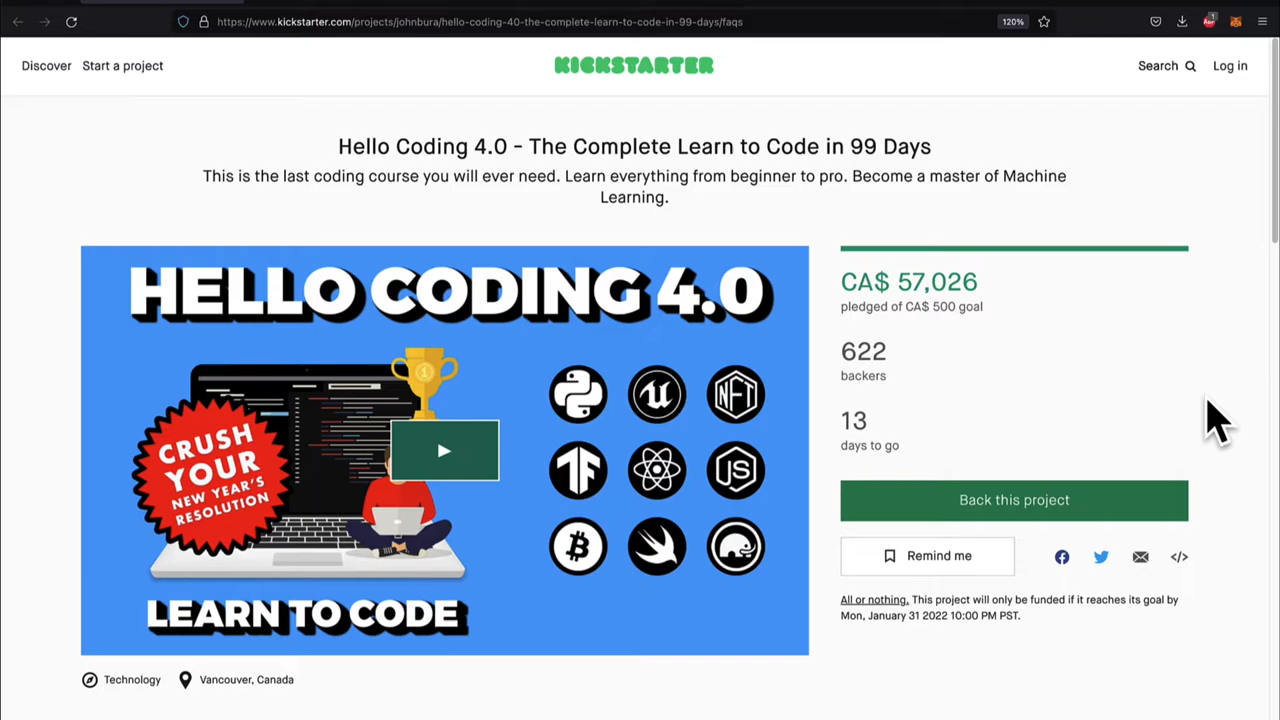 https://www.kickstarter.com/projects/johnbura/hello-coding-40-the-complete-learn-to-code-in-99-days/faqs
120%
1
Discover
Start a project
KICKSTARTER
Search
Log in
Hello Coding 4.0 - The Complete Learn to Code in 99 Days
This is the last coding course you will ever need. Learn everything from beginner to pro. Become a master of Machine
Learning.
HELLO CODING 4.0
1
CRUSH
YOUR
NEW YEAR'S
RESOLUTION
NFT
JS
LEARN TO CODE
CA$ 57,026
pledged of CA$ 500 goal
622
backers
13
days to go
Back this project
Remind me
</>
All or nothing. This project will only be funded if it reaches its goal by
Mon, January 31 2022 10:00 PM PST.
Technology
Vancouver, Canada